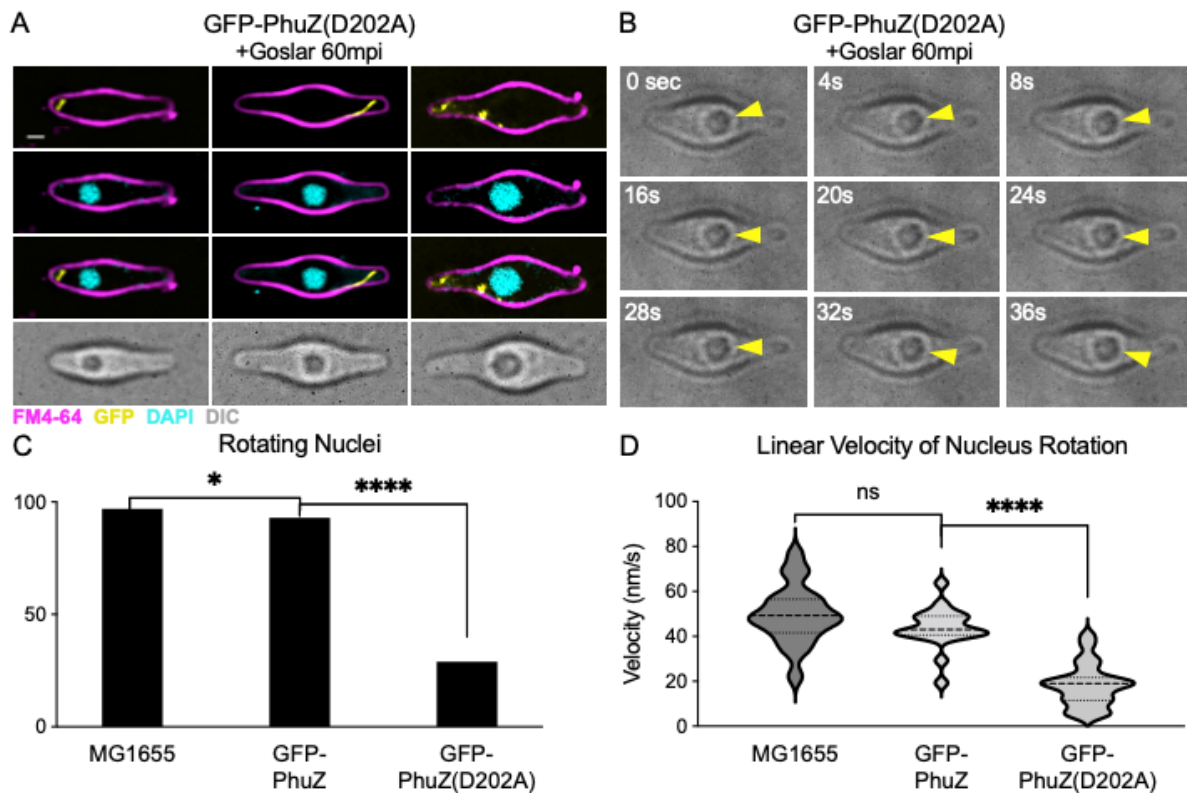 A
GFP-PhuZ(D202A)
+Goslar 60mpi
FM4-64 GFP DAPI DIC
B
GFP-PhuZ(D202A)
+Goslar 60mpi
0 sec
4s
8s
16s
20s
24s
28s
32s
36s
C
Rotating Nuclei
*
****
100
50
0
MG1655
GFP-
PhuZ
GFP-
PhuZ(D202A)
D
Linear Velocity of Nucleus Rotation
ns
****
Velocity (nm/s)
100
80
60
40
20
0
MG1655
GFP-
PhuZ
GFP-
PhuZ(D202A)